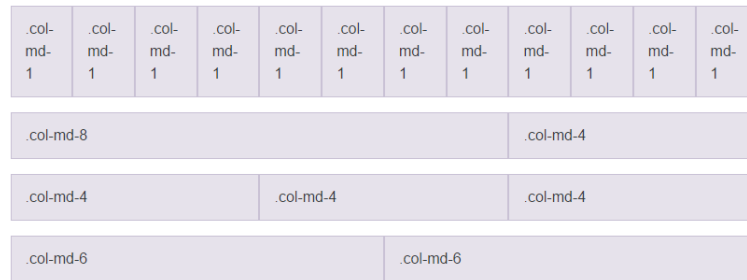 .col- .col- .col- .col- .col- .col- .col- .col- .col- .col- .col- .col-
md- md- md- md- md- md- md- md- md- md- md- md-
1 1 1 1 1 1 1 1 1 1 1 1
.col-md-8 .col-md-4
.col-md-4 .col-md-4 .col-md-4
.col-md-6 .col-md-6